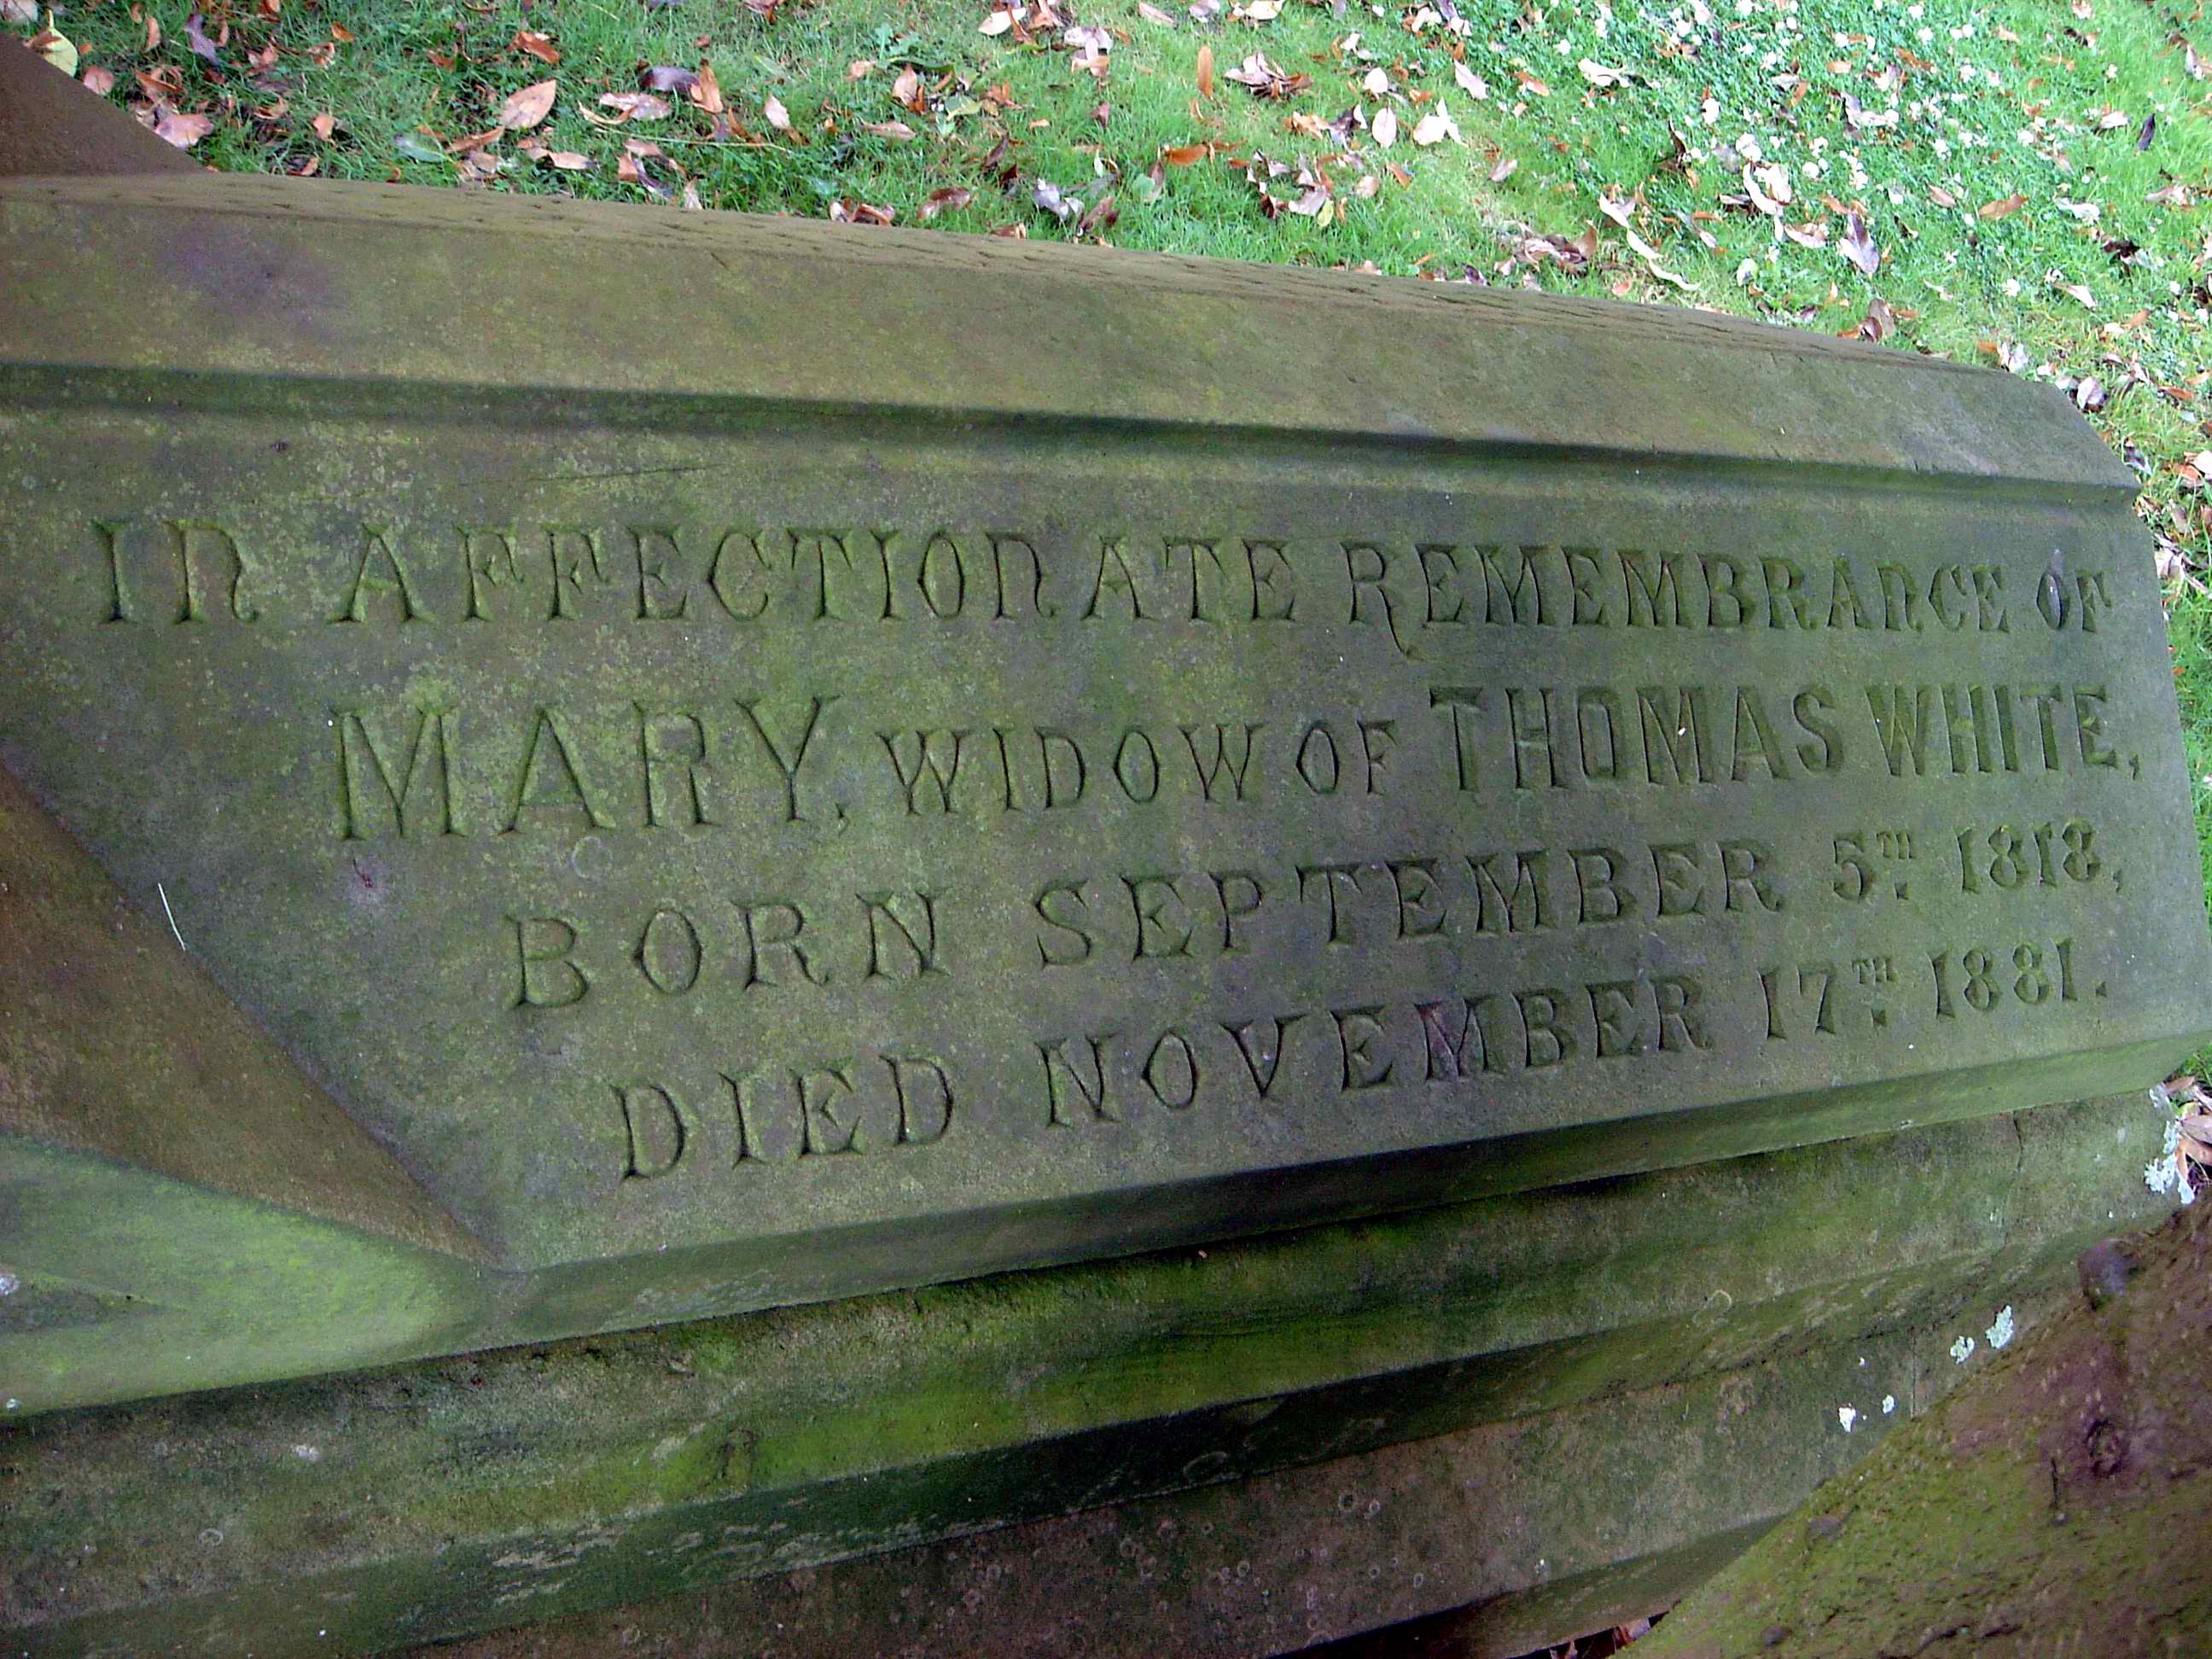 IN AFFECTIONATE REMEMBRANCE OF
MARY, WIDOW OF THOMAS WHITE,
BORN SEPTEMBER 5TH. 1818,
DIED NOVEMBER 17TH. 1881.